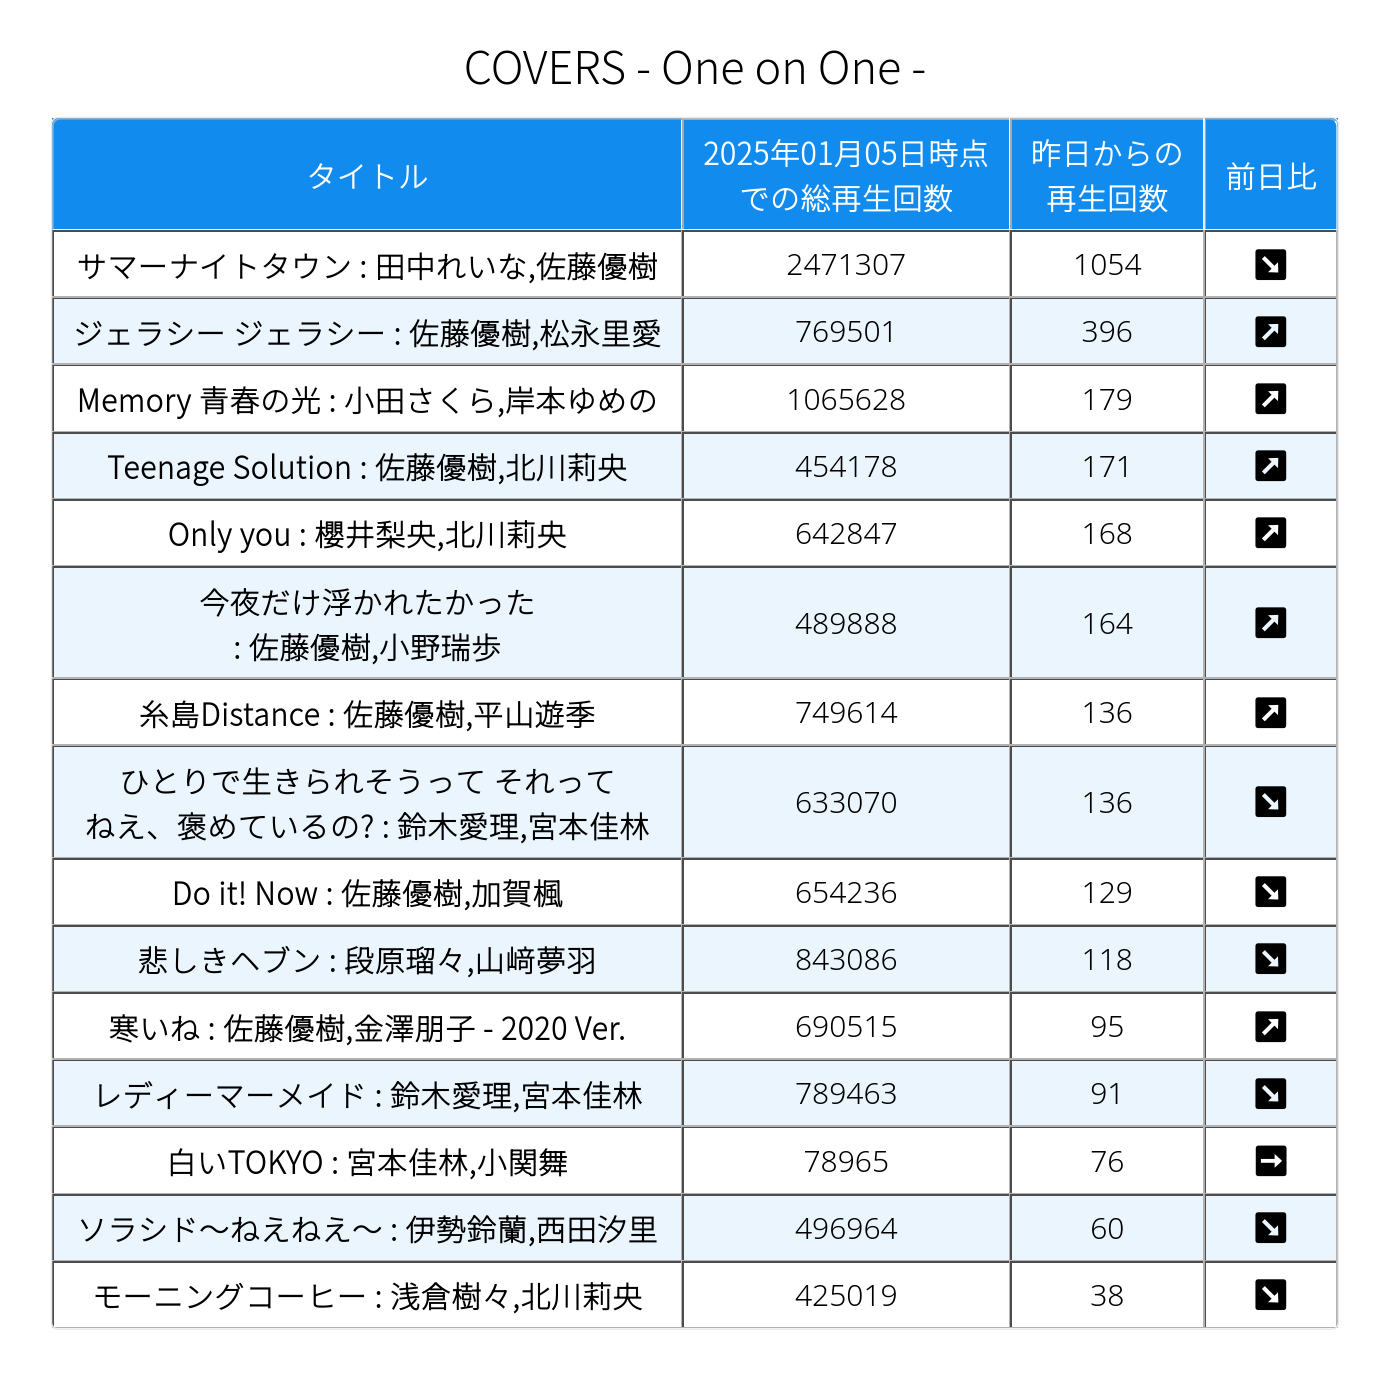 COVERS - One on One -
タイトル
2025年01月05日時点
での総再生回数
昨日からの
再生回数
前日比
サマーナイトタウン : 田中れいな,佐藤優樹 2471307 1054
ジェラシー ジェラシー : 佐藤優樹,松永里愛 769501 396
Memory 青春の光 : 小田さくら,岸本ゆめの 1065628 179
Teenage Solution : 佐藤優樹,北川莉央 454178 171
Only you : 櫻井梨央,北川莉央 642847 168
今夜だけ浮かれたかった
: 佐藤優樹,小野瑞歩 489888 164
糸島Distance : 佐藤優樹,平山遊季 749614 136
ひとりで生きられそうって それって
ねえ、褒めているの? : 鈴木愛理,宮本佳林 633070 136
Do it! Now : 佐藤優樹,加賀楓 654236 129
悲しきヘブン : 段原瑠々,山﨑夢羽 843086 118
寒いね : 佐藤優樹,金澤朋子 - 2020 Ver. 690515 95
レディーマーメイド : 鈴木愛理,宮本佳林 789463 91
白いTOKYO : 宮本佳林,小関舞 78965 76
ソラシド～ねえねえ～ : 伊勢鈴蘭,西田汐里 496964 60
モーニングコーヒー : 浅倉樹々,北川莉央 425019 38